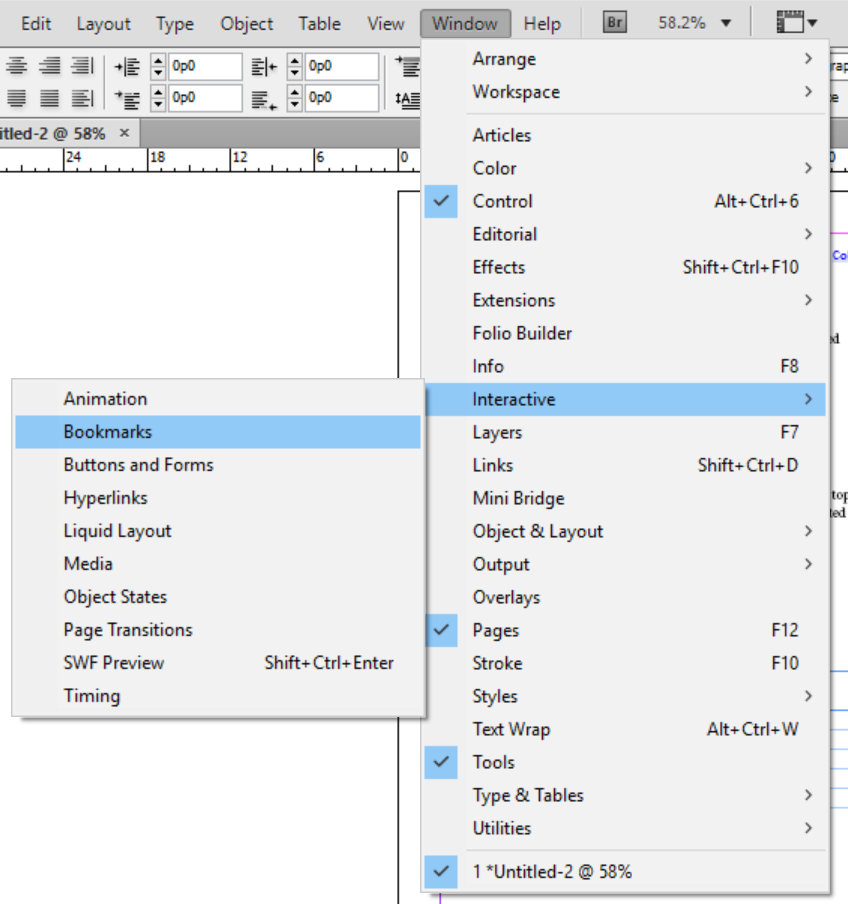 Edit Layout Type Object Table View Window Help Br 58.2%
0p0 0p0
0p0 0p0
itled-2 @ 58% ×
24 18 12 6 0
Arrange
Workspace
Articles
Color
Control Alt+Ctrl+6
Editorial
Effects Shift+Ctrl+F10
Extensions
Folio Builder
Info F8
Interactive
Layers F7
Links Shift+Ctrl+D
Mini Bridge
Object & Layout
Output
Overlays
Pages F12
Stroke F10
Styles
Text Wrap Alt+Ctrl+W
Tools
Type & Tables
Utilities
1 *Untitled-2 @ 58%
Animation
Bookmarks
Buttons and Forms
Hyperlinks
Liquid Layout
Media
Object States
Page Transitions
SWF Preview Shift+Ctrl+Enter
Timing